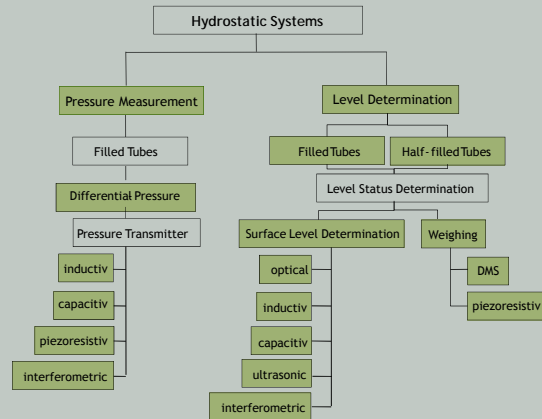 Hydrostatic Systems
Pressure Measurement
Level Determination
Filled Tubes
Filled Tubes
Half-filled Tubes
Differential Pressure
Level Status Determination
Pressure Transmitter
Surface Level Determination
Weighing
inductiv
capacitiv
piezoresistiv
interferometric
optical
inductiv
capacitiv
ultrasonic
interferometric
DMS
piezoresistiv